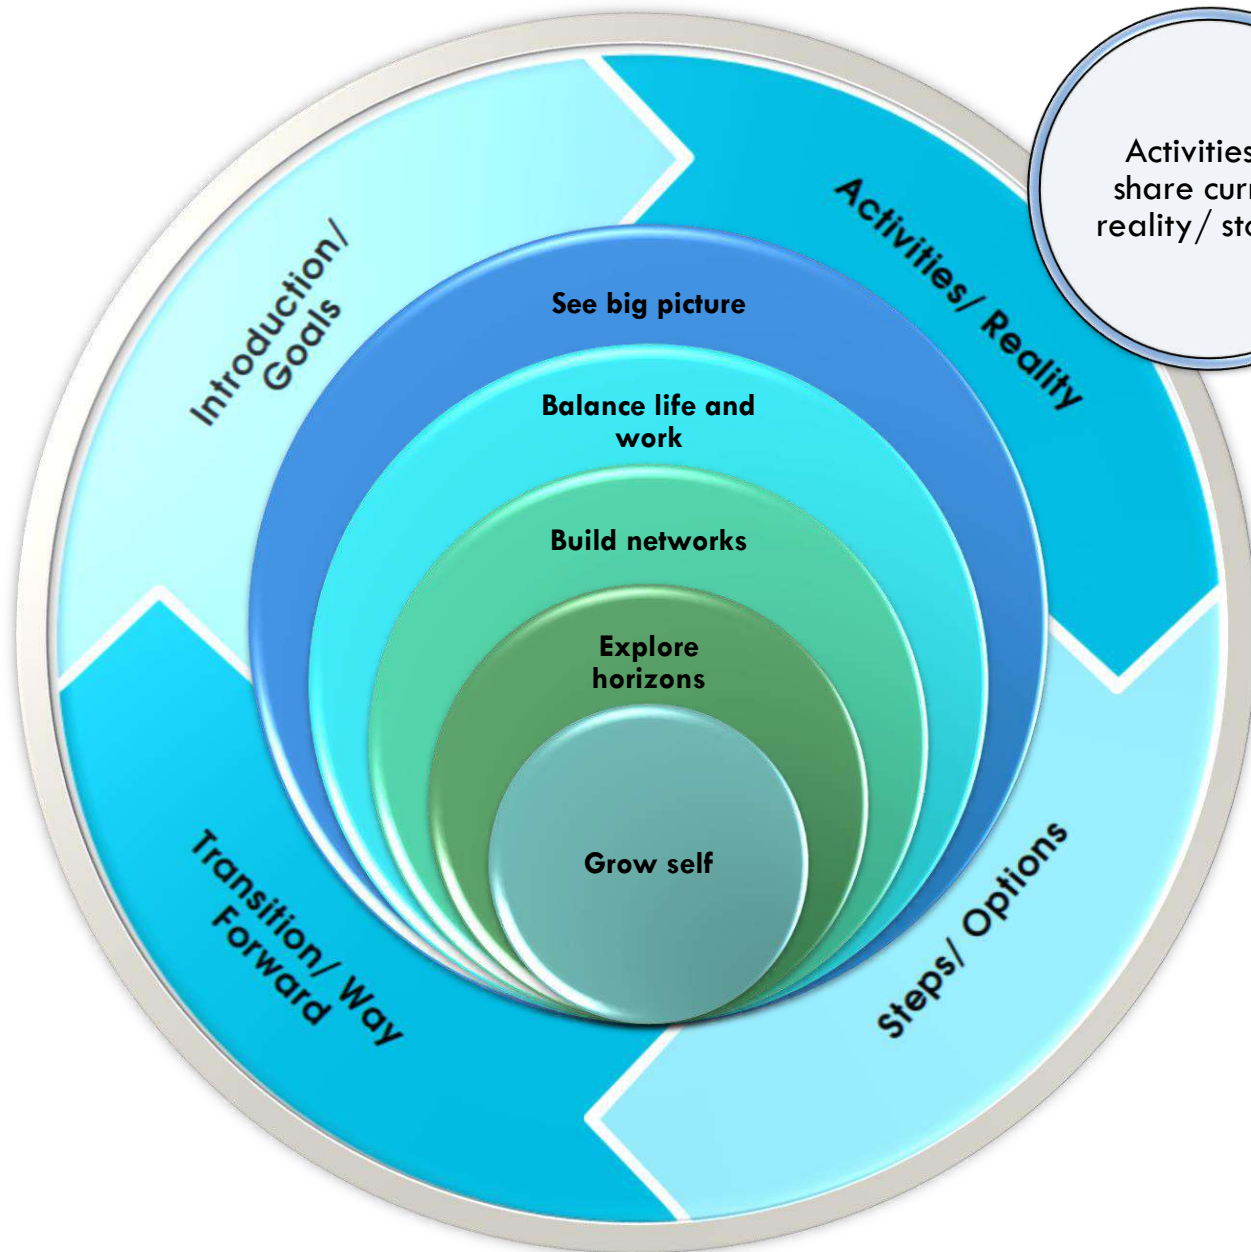 Introduction/
Goals
Activities/ Reality
Activities
share
reality/
See big picture
Balance life and
work
Build networks
Explore
horizons
Grow self
Transition/ Way
Forward
Steps/ Options